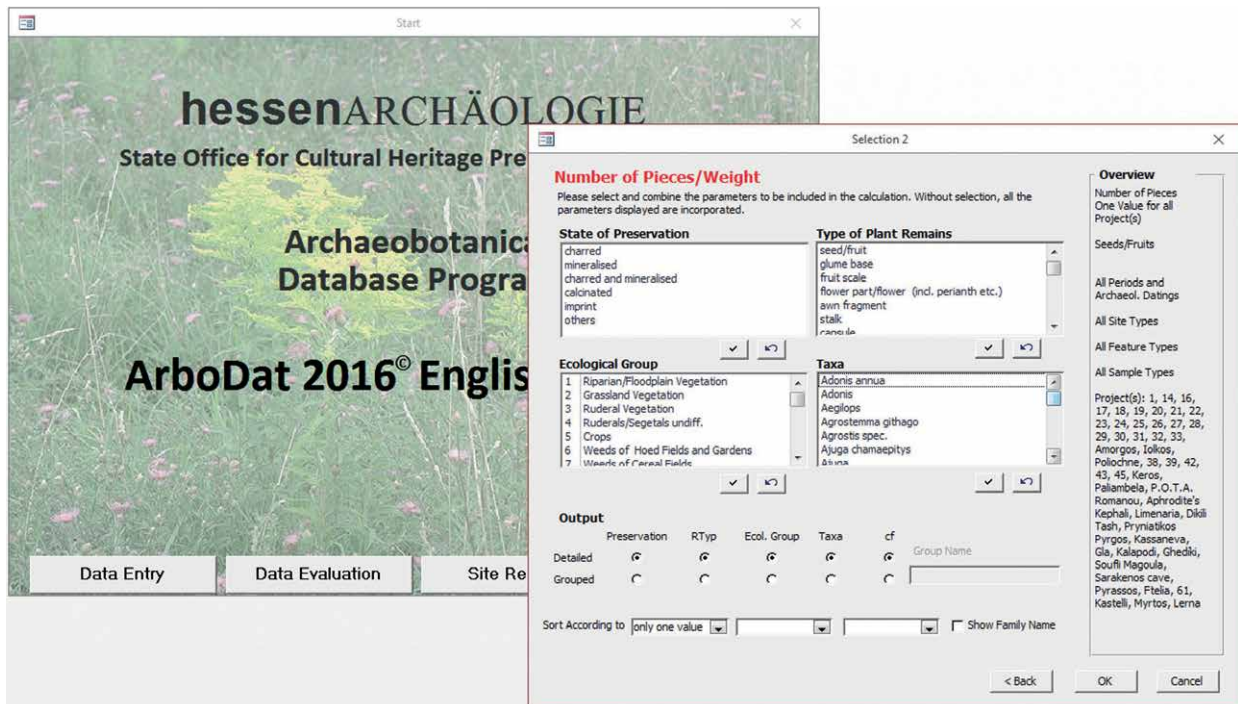 Start
hessenARCHÄOLOGIE
State Office for Cultural Heritage Pre
Archaeobotanic
Database Progra
ArboDat 2016© Englis
Data Entry
Data Evaluation
Site Re
Selection 2
Number of Pieces/Weight
Please select and combine the parameters to be included in the calculation. Without selection, all the
parameters displayed are incorporated.
State of Preservation
charred
mineralised
charred and mineralised
calcinated
imprint
others
Type of Plant Remains
seed/fruit
glume base
fruit scale
flower part/flower (incl. perianth etc.)
awn fragment
stalk
capsule
Ecological Group
1 Riparian/Floodplain Vegetation
2 Grassland Vegetation
3 Ruderal Vegetation
4 Ruderals/Segetals undiff.
5 Crops
6 Weeds of Hoed Fields and Gardens
7 Weeds of Cereal Fields
Taxa
Adonis annua
Adonis
Aegilops
Agrostemma githago
Agrostis spec.
Ajuga chamaepitys
Ajuga
Output
Preservation RTyp Ecol. Group Taxa cf
Detailed
Group Name
Grouped
Sort According to only one value
Show Family Name
Overview
Number of Pieces
One Value for all
Project(s)
Seeds/Fruits
All Periods and
Archaeol. Datings
All Site Types
All Feature Types
All Sample Types
Project(s): 1, 14, 16,
17, 18, 19, 20, 21, 22,
23, 24, 25, 26, 27, 28,
29, 30, 31, 32, 33,
Amorgos, Iolkos,
Poliochne, 38, 39, 42,
43, 45, Keros,
Paliambela, P.O.T.A.
Romanou, Aphrodite's
Kephali, Limenaria, Dikili
Tash, Pryniatikos
Pyrgos, Kassaneva,
Gla, Kalapodi, Ghediki,
Soufli Magoula,
Sarakenos cave,
Pyrassos, Ftelia, 61,
Kastelli, Myrtos, Lerna
< Back
OK
Cancel